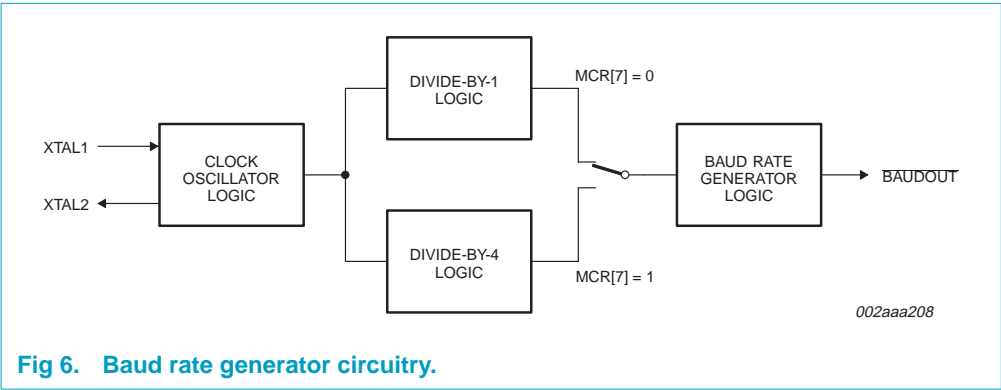 DIVIDE-BY-1
LOGIC
MCR[7] = 0
XTAL1
XTAL2
CLOCK
OSCILLATOR
LOGIC
BAUD RATE
GENERATOR
LOGIC
BAUDOUT
DIVIDE-BY-4
LOGIC
MCR[7] = 1
002aaa208
Fig 6. Baud rate generator circuitry.